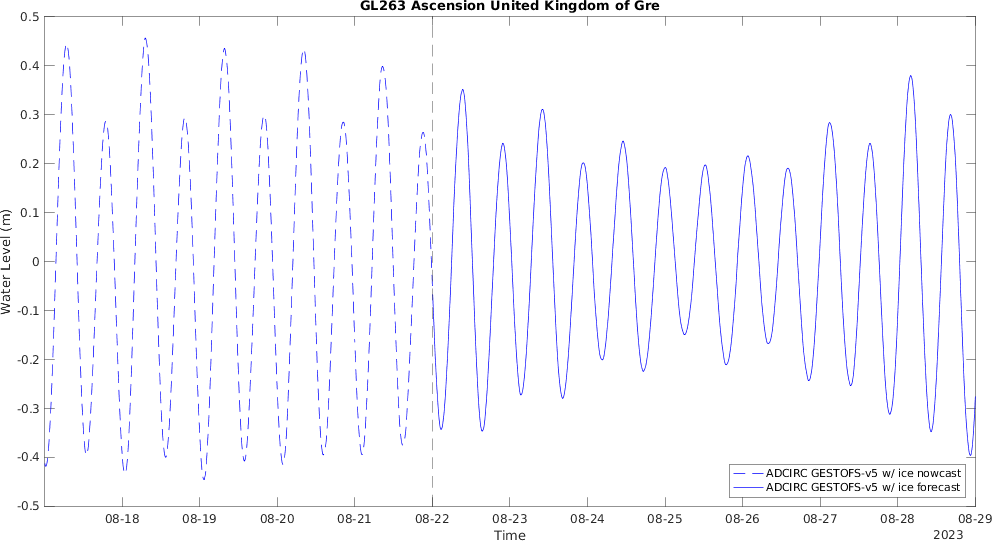 GL263 Ascension United Kingdom of Gre
Water Level (m)
0.5
0.4
0.3
0.2
0.1
0
-0.1
-0.2
-0.3
-0.4
-0.5
ADCIRC GESTOFS-v5 w/ ice nowcast
ADCIRC GESTOFS-v5 w/ ice forecast
08-18 08-19 08-20 08-21 08-22 08-23 08-24 08-25 08-26 08-27 08-28 08-29
Time
2023